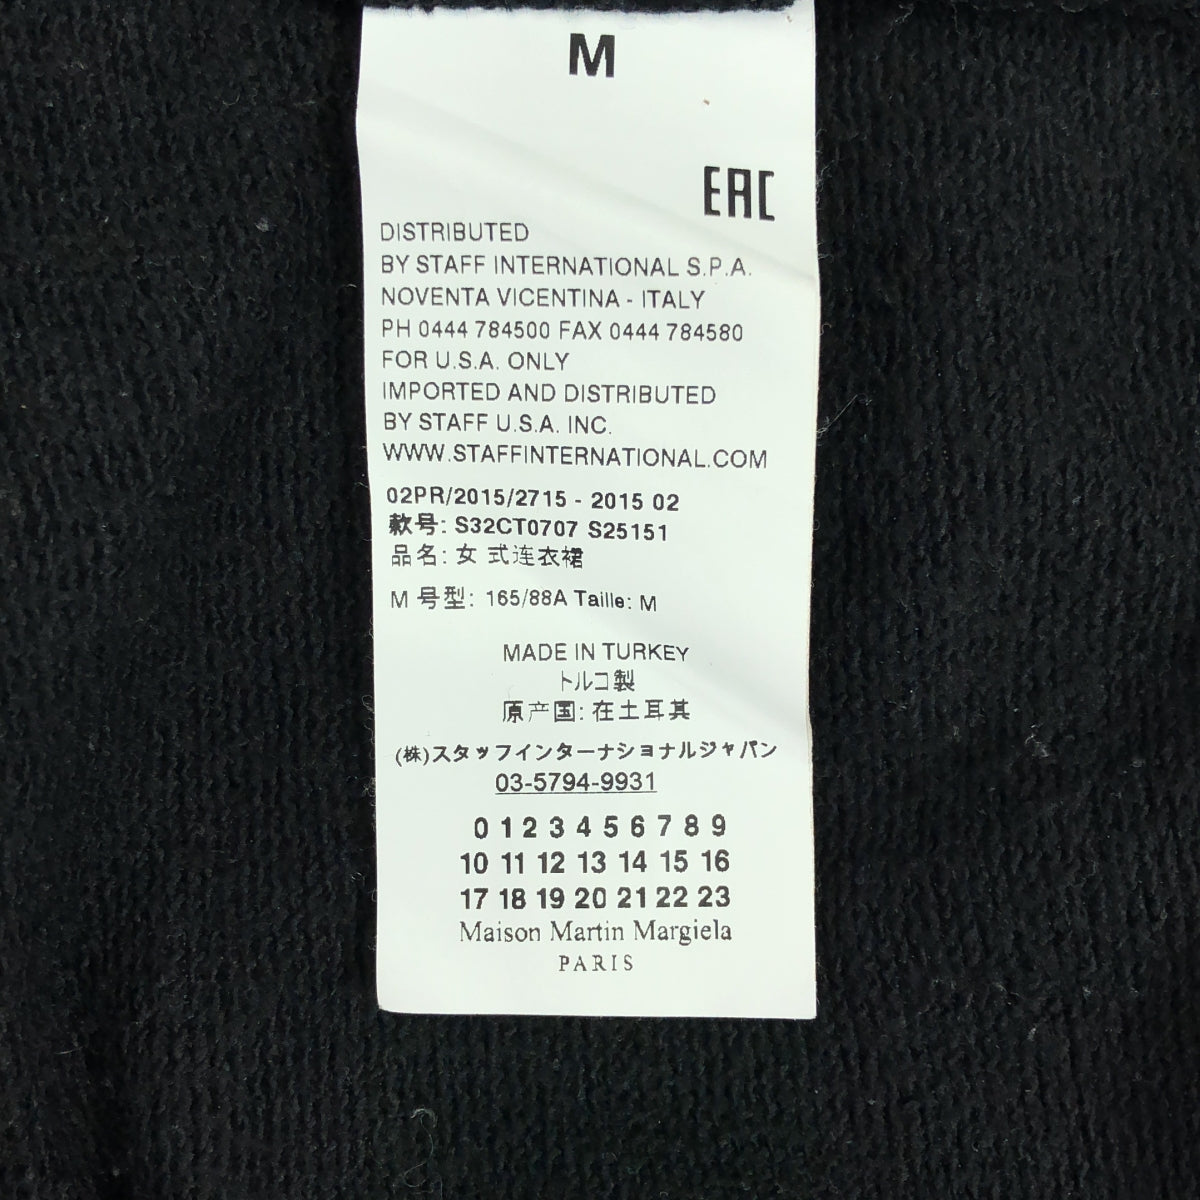 M
EAC
DISTRIBUTED
BY STAFF INTERNATIONAL S.P.A.
NOVENTA VICENTINA - ITALY
PH 0444 784500 FAX 0444 784580
FOR U.S.A. ONLY
IMPORTED AND DISTRIBUTED
BY STAFF U.S.A. INC.
WWW.STAFFINTERNATIONAL.COM
02PR/2015/2715 - 2015 02
款号: S32CT0707 S25151
品名: 女 式连衣裙
M 号型: 165/88A Taille: M
MADE IN TURKEY
トルコ製
原产国: 在土耳其
(株)スタッフインターナショナルジャパン
03-5794-9931
0 1 2 3 4 5 6 7 8 9
10 11 12 13 14 15 16
17 18 19 20 21 22 23
Maison Martin Margiela
PARIS